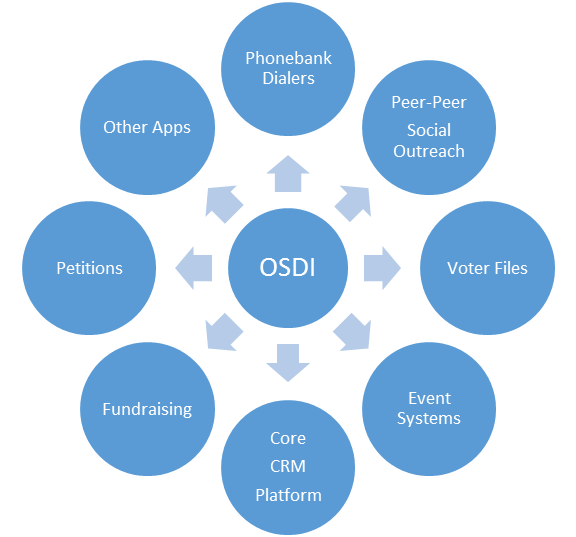 Phonebank
Dialers
Peer-Peer
Social
Outreach
Other Apps
OSDI
Petitions
Voter Files
Fundraising
Event
Systems
Core
CRM
Platform